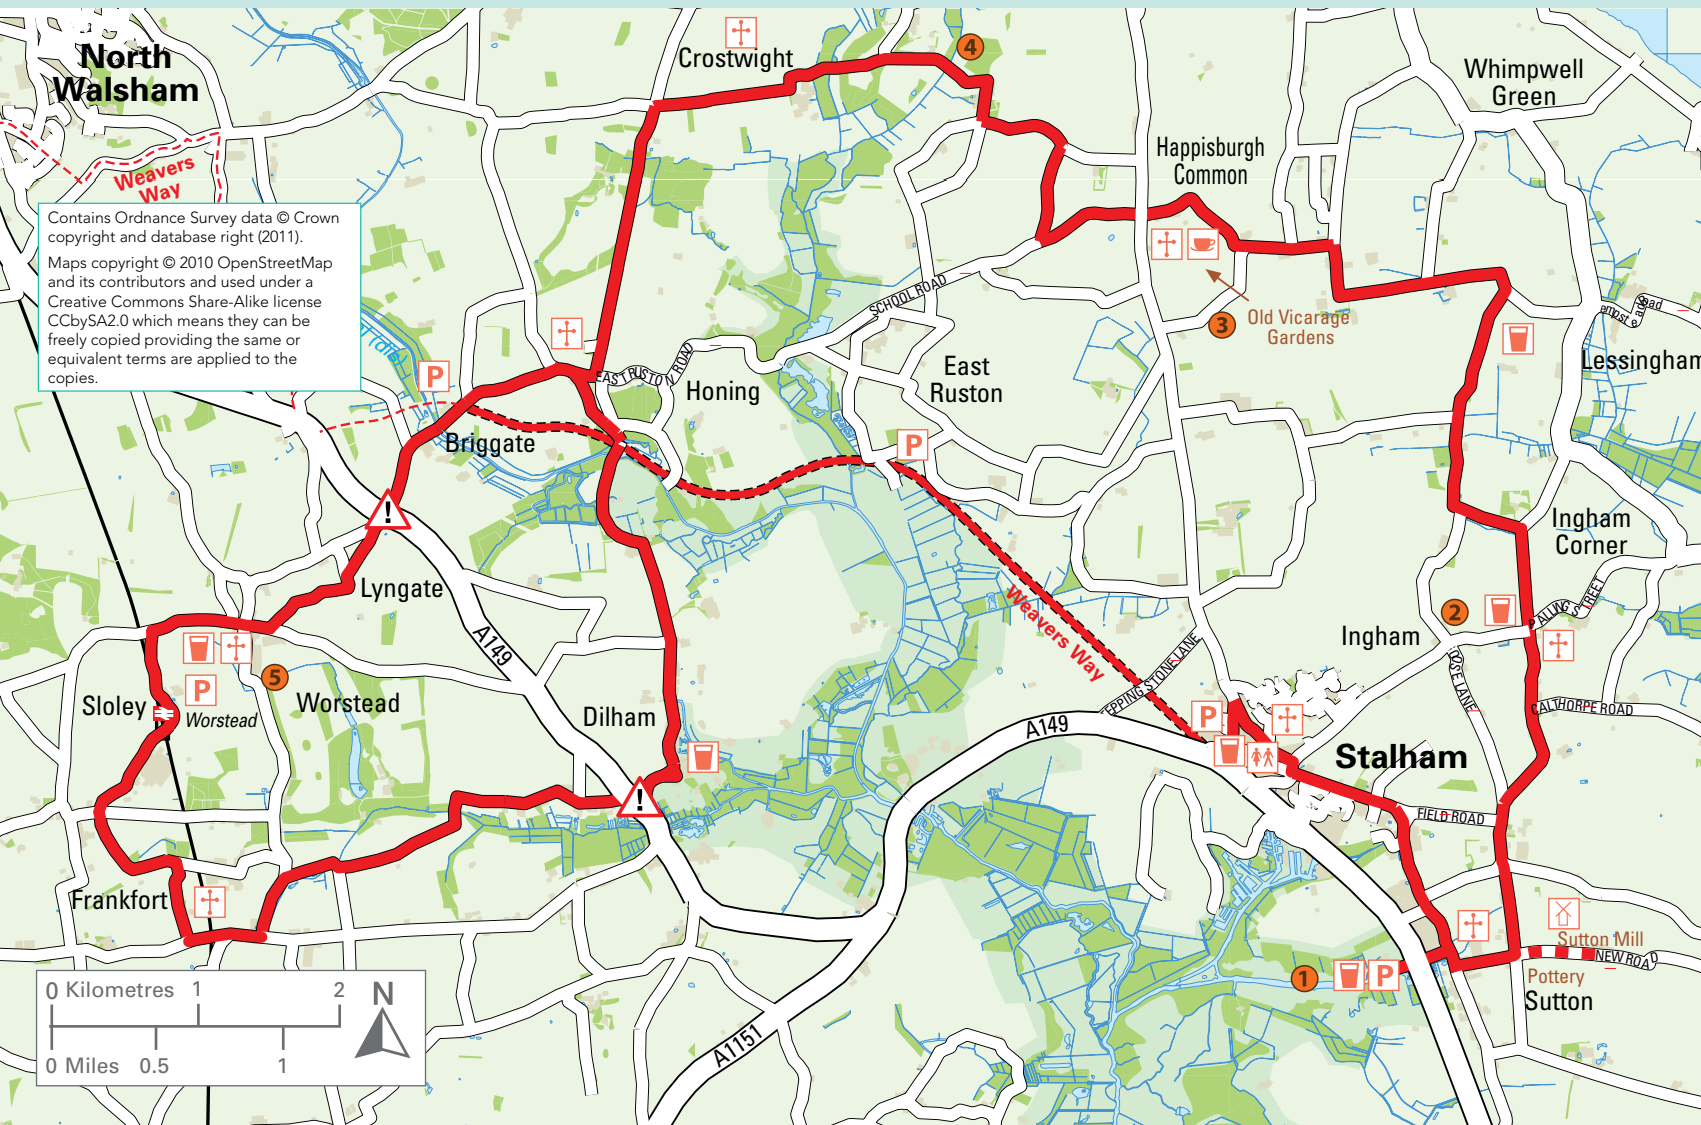 North
Walsham
Crostwight
4
Whimpwell
Green
Weavers
Way
Happisburgh
Common
Contains Ordnance Survey data © Crown
copyright and database right (2011).
Maps copyright © 2010 OpenStreetMap
and its contributors and used under a
Creative Commons Share-Alike license
CCbySA2.0 which means they can be
freely copied providing the same or
equivalent terms are applied to the
copies.
SCHOOL ROAD
3
Old Vicarage
Gardens
Lessingham
P
EAST RUSTON ROAD
Honing
East
Ruston
Briggate
P
!
Ingham
Corner
Lyngate
Weavers Way
2
PALLING STREET
Ingham
A149
5
P
Sloley
Worstead
Worstead
Dilham
A149
P
CALTHORPE ROAD
Stalham
!
FIELD ROAD
Frankfort
Sutton Mill
NEW ROAD
1
P
Pottery
Sutton
0 Kilometres 1 2
N
0 Miles 0.5 1
A1151